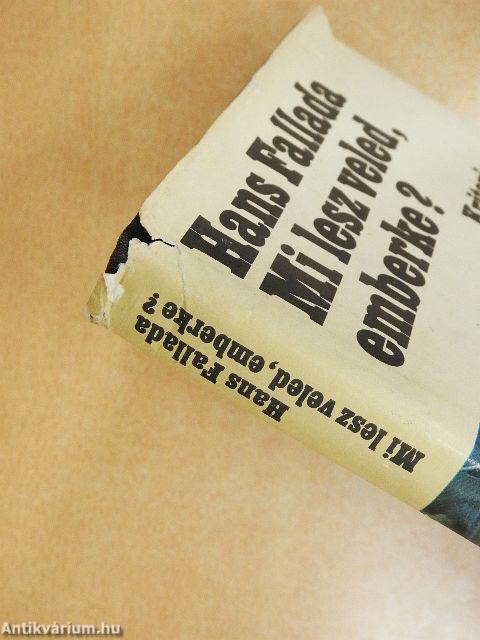 Hans Fallada
Mi lesz veled,
emberke?
Hans Fallada
Mi lesz veled, emberke?
Antikvárium.hu